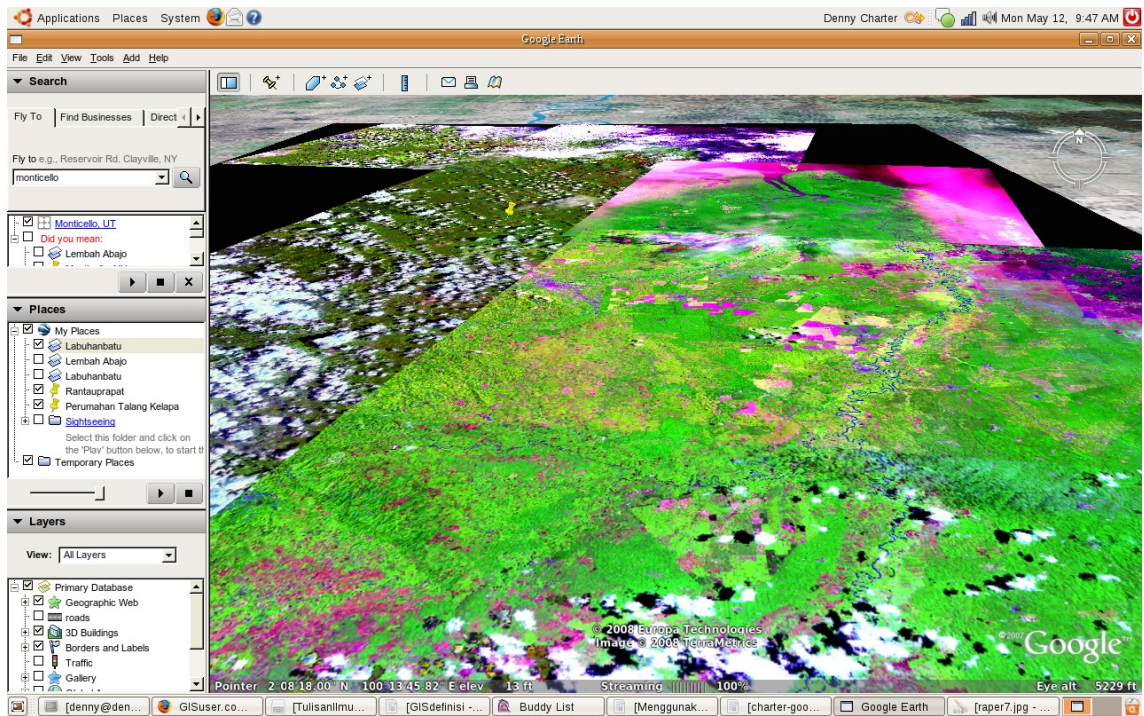 Applications Places System Denny Charter Mon May 12, 9:47 AM
Google Earth
File Edit View Tools Add Help
Search
Fly To Find Businesses Direct
Fly to e.g., Reservoir Rd. Clayville, NY
monticello
Monticello, UT
Did you mean:
Lembah Abajo
Places
My Places
Labuhanbatu
Lembah Abajo
Labuhanbatu
Rantauprapat
Perumahan Talang Kelapa
Sightseeing
Select this folder and click on
the 'Play' button below, to start th
Temporary Places
Layers
View: All Layers
Primary Database
Geographic Web
roads
3D Buildings
Borders and Labels
Traffic
Gallery
N
© 2008 Europa Technologies
Image © 2008 TerraMetrics
©2007 Google™
Pointer 2°08'18.00" N 100°13'45.82" E elev 13 ft Streaming 100% Eye alt 5229 ft
[denny@den... GISuser.co... [TulisanIlmu... [GISdefinisi -... Buddy List [Menggunak... [charter-goo... Google Earth [raper7.jpg - ...